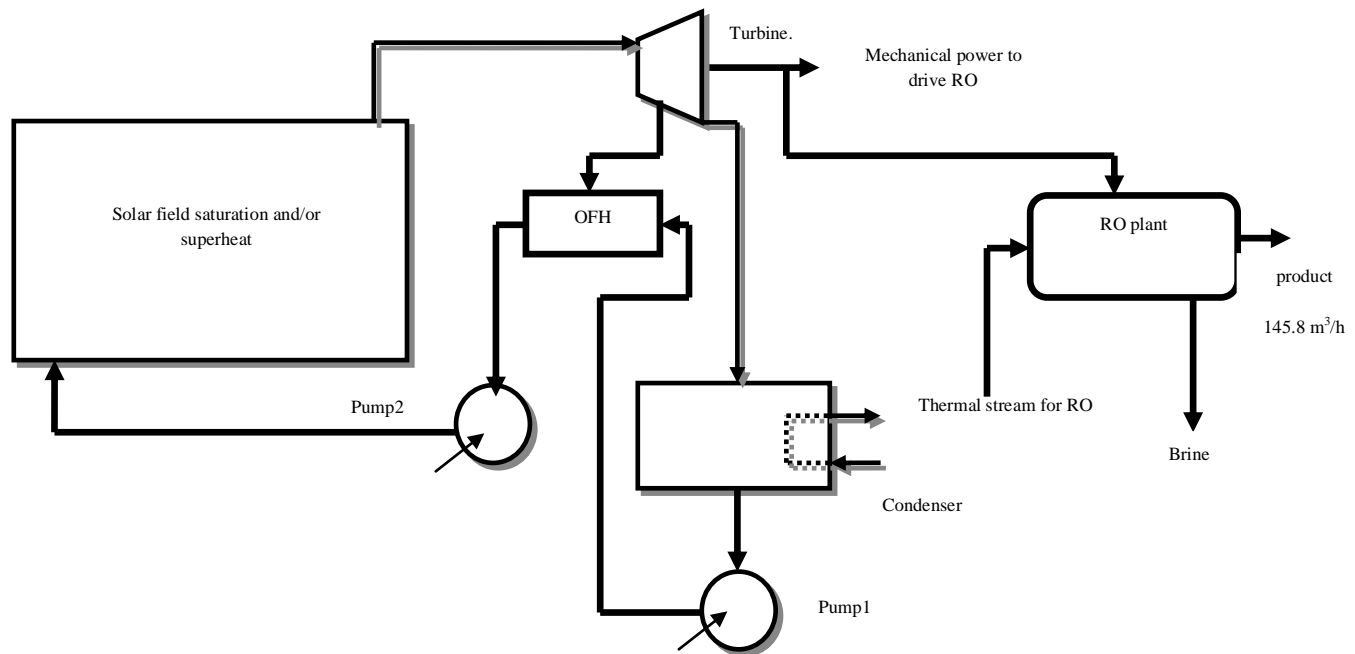 Turbine.
Mechanical power to
drive RO
Solar field saturation and/or
superheat
OFH
RO plant
product
145.8 m³/h
Pump2
Thermal stream for RO
Brine
Condenser
Pump1